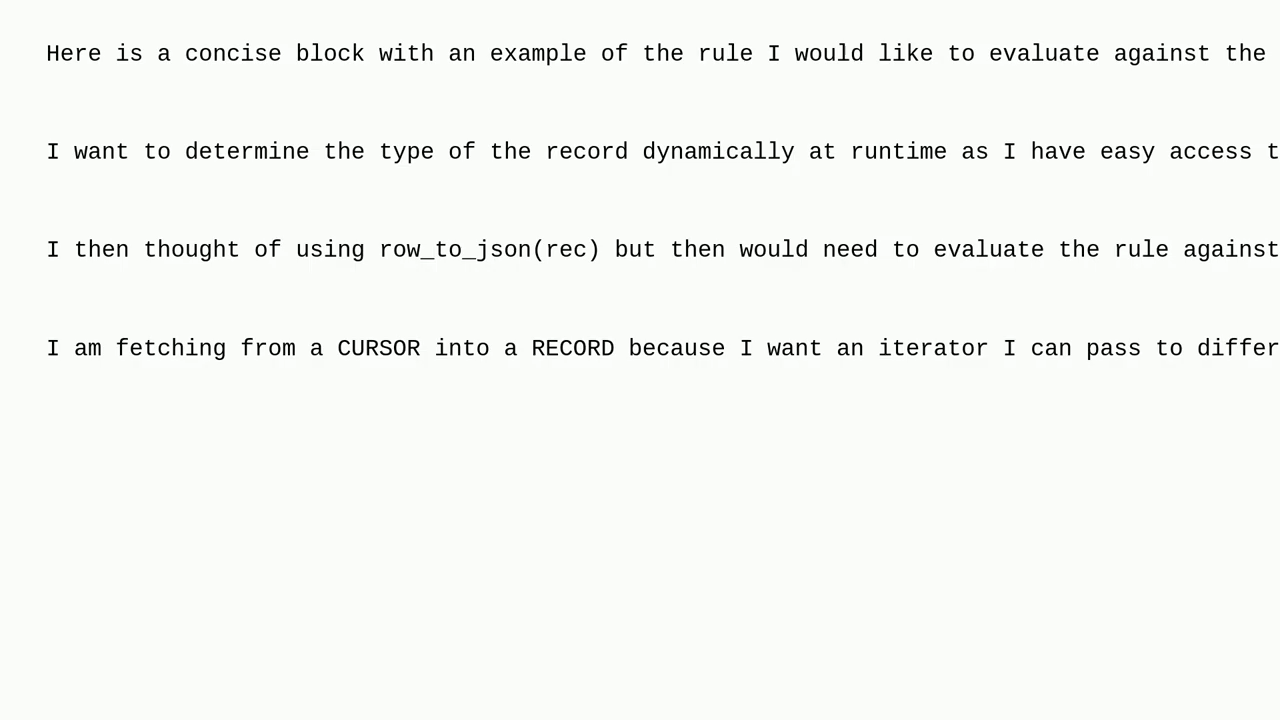 Here is a concise block with an example of the rule I would like to evaluate against the
I want to determine the type of the record dynamically at runtime as I have easy access
I then thought of using row_to_json(rec) but then would need to evaluate the rule against
I am fetching from a CURSOR into a RECORD because I want an iterator I can pass to